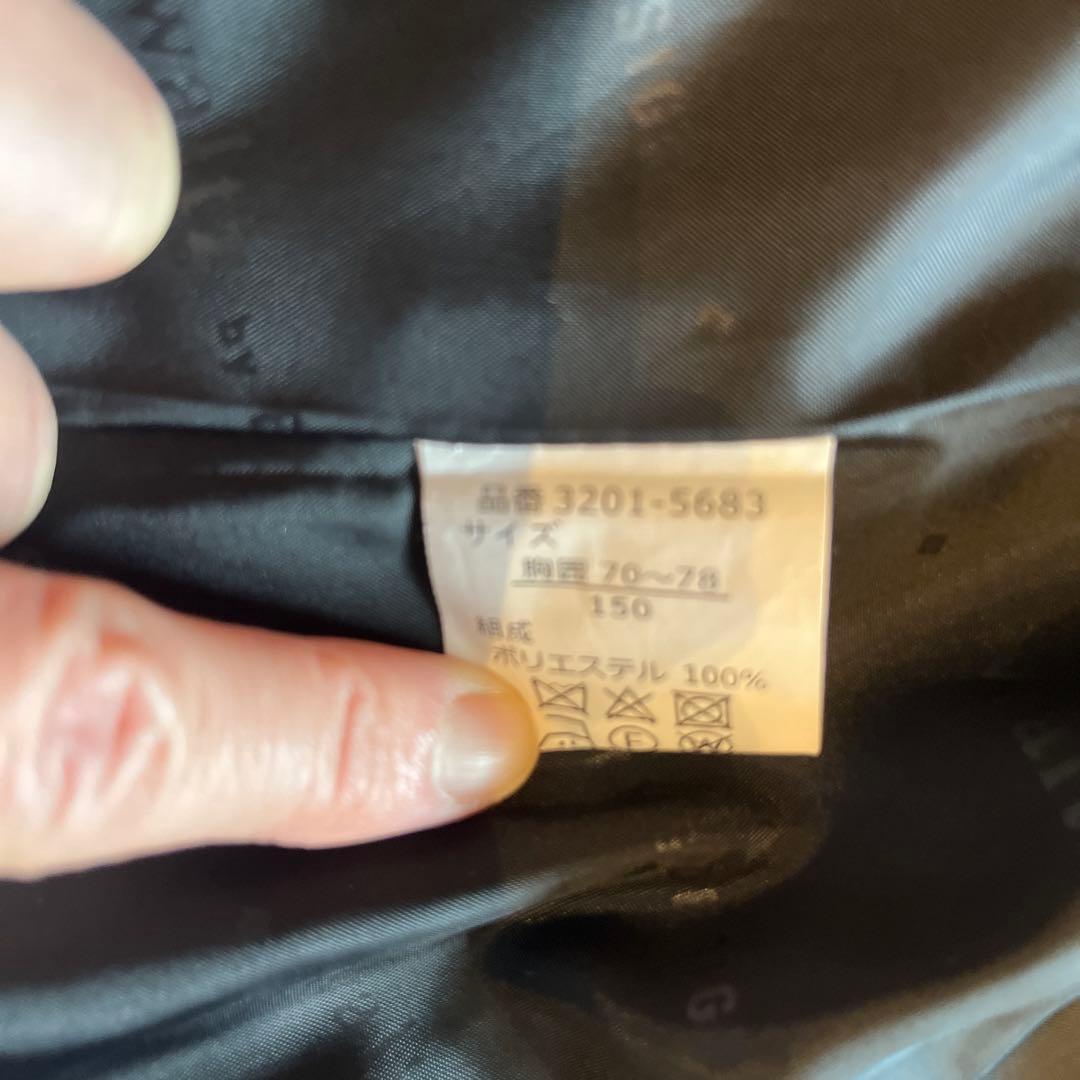 by
品番 3201-5683
サイズ
胸囲 70～78
150
組成
ポリエステル 100%
F
G